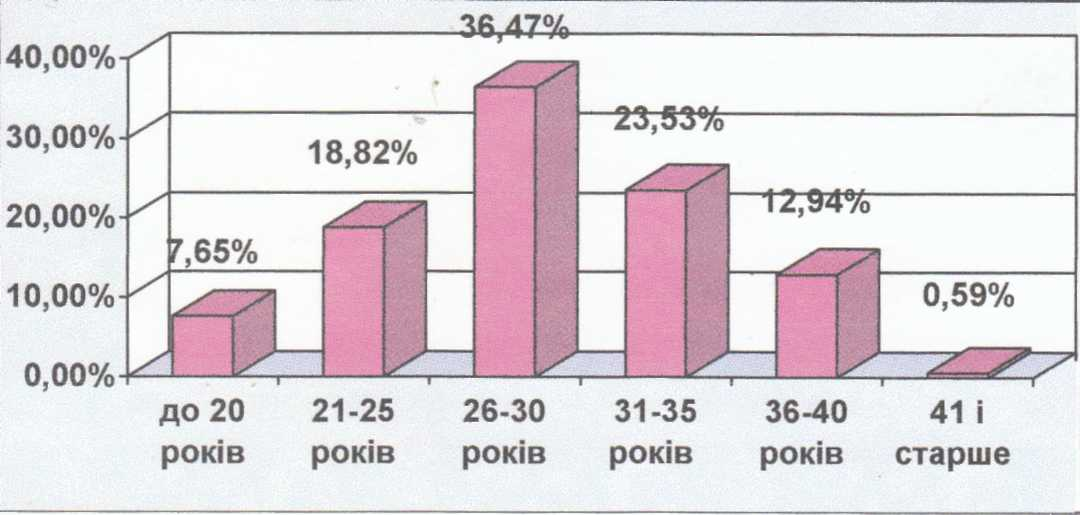 36,47%
40,00%
23,53%
30,00%
18,82%
12,94%
20,00%
7,65%
10,00%
0,59%
0,00%
до 20 років
21-25 років
26-30 років
31-35 років
36-40 років
41 і старше